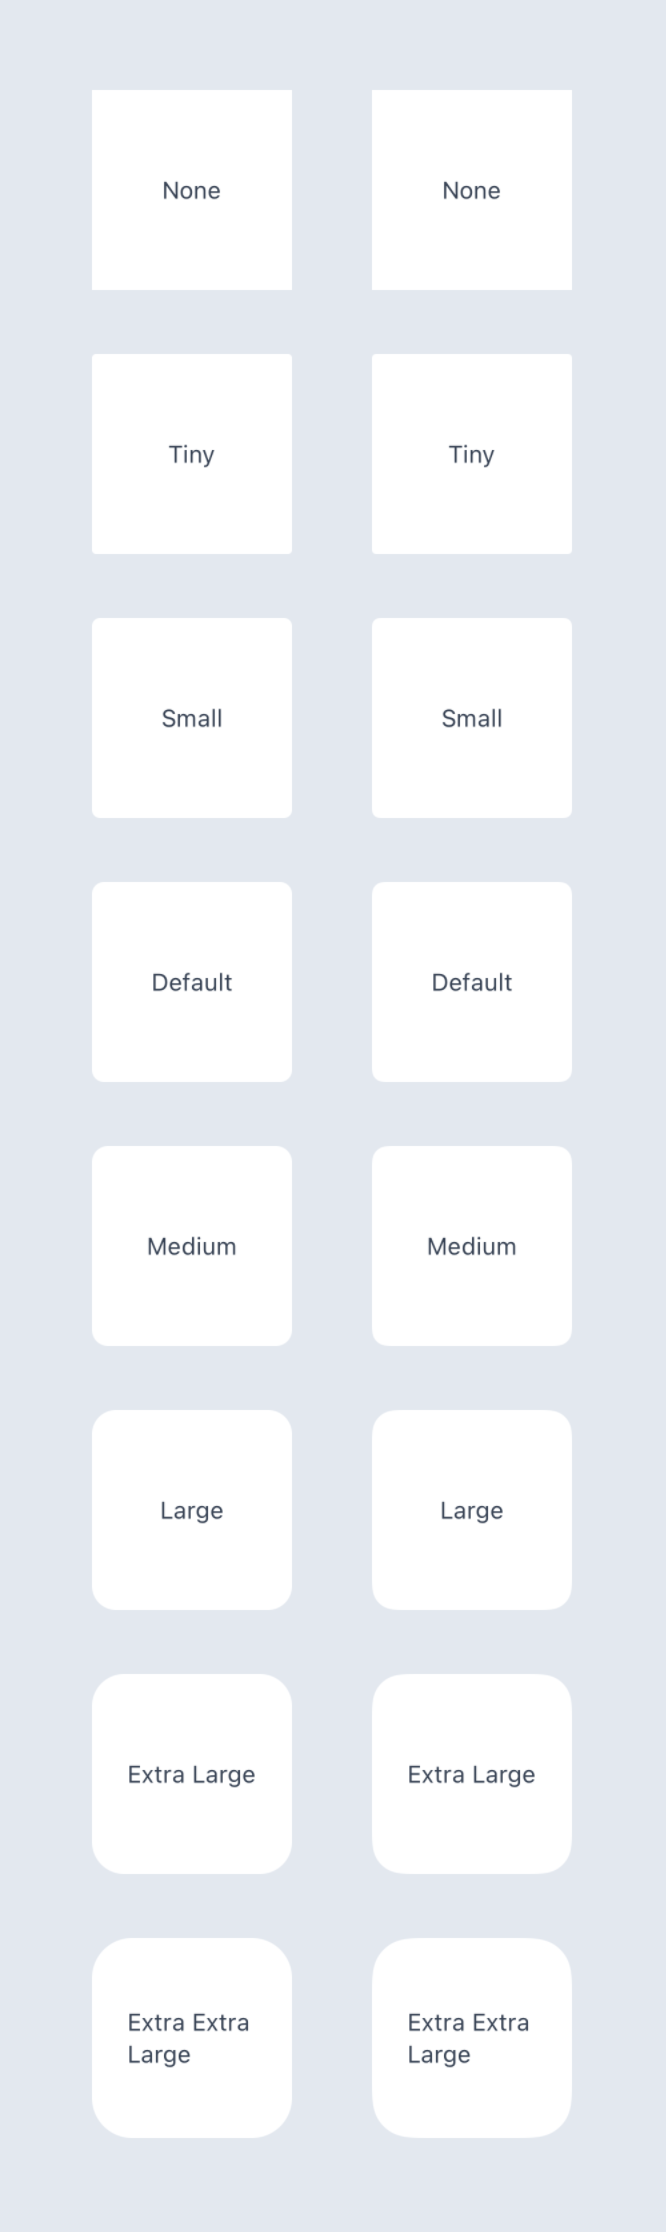 None
None
Tiny
Tiny
Small
Small
Default
Default
Medium
Medium
Large
Large
Extra Large
Extra Large
Extra Extra
Large
Extra Extra
Large